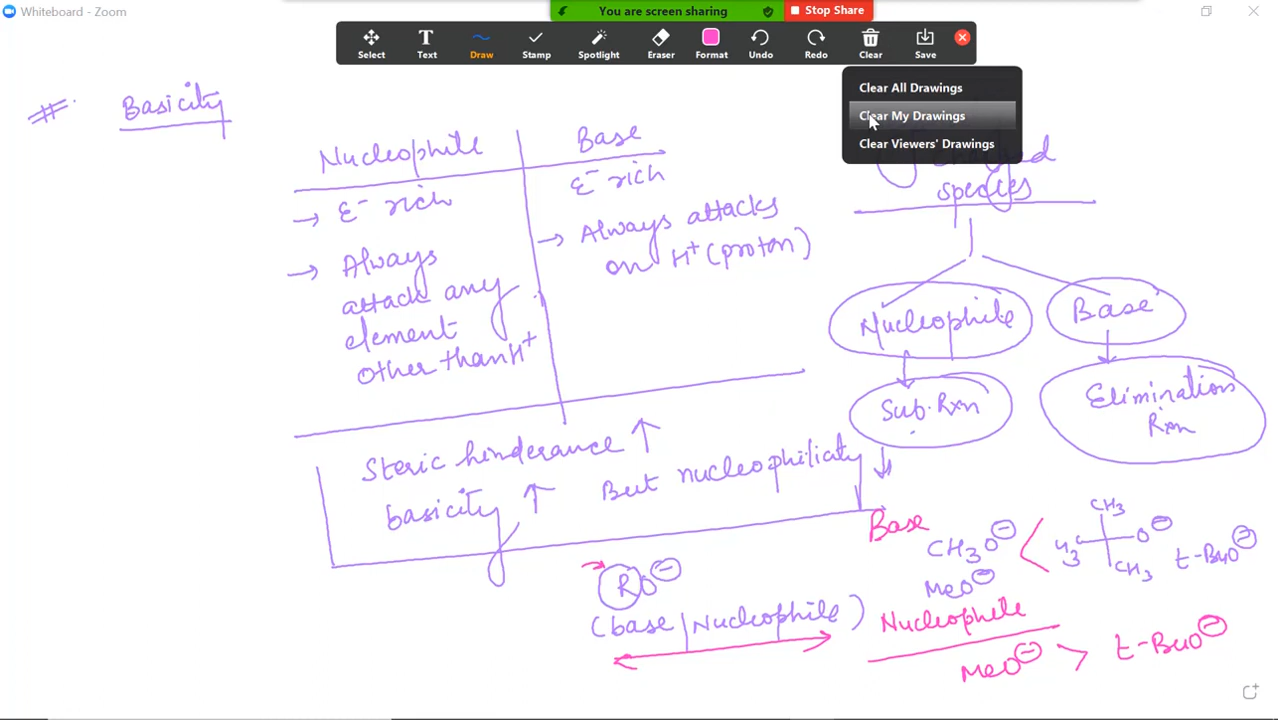 Whiteboard - Zoom
You are screen sharing
Stop Share
Select
Text
Draw
Stamp
Spotlight
Eraser
Format
Undo
Redo
Clear
Save
Clear All Drawings
Clear My Drawings
Clear Viewers' Drawings
# Basicity
Nucleophile
Base
→ E⁻ rich
E⁻ rich
→ Always
attack any
element
other than H⁺
→ Always attacks
on H⁺ (proton)
Steric hinderance ↑
basicity ↑ But nucleophilicity ↓
species
Nucleophile
Base
Sub. Rxn
Elimination
Rxn
RO⁻
(base/Nucleophile)
Base
CH3O⁻ <
CH3
H3C
O⁻
CH3
t-BuO⁻
MeO⁻
Nucleophile
MeO⁻ > t-BuO⁻